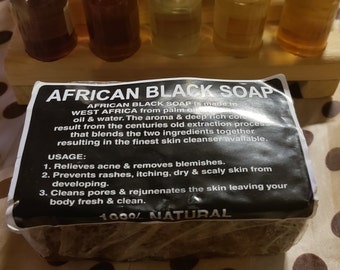 AFRICAN BLACK SOAP
AFRICAN BLACK SOAP is made in
WEST AFRICA from palm
oil & water. The aroma & deep rich
result from the centuries old extraction process
that blends the two ingredients together
resulting in the finest skin cleanser available.
USAGE:
1. Relieves acne & removes blemishes.
2. Prevents rashes, itching, dry & scaly skin from
developing.
3. Cleans pores & rejunenates the skin leaving your
body fresh & clean.
100% NATURAL